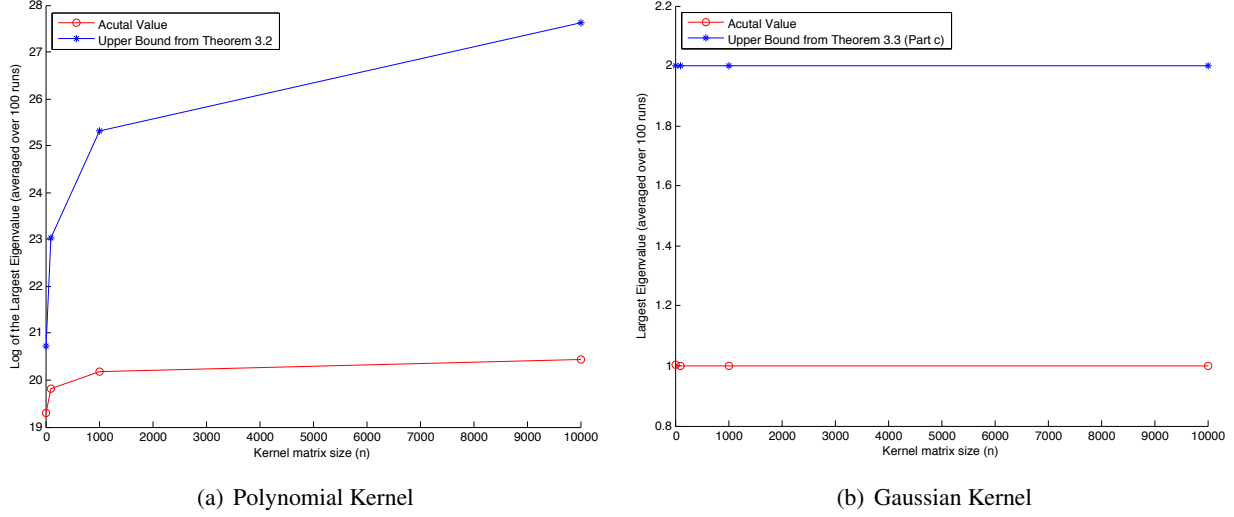 28
27
26
25
24
23
22
21
20
19
Log of the Largest Eigenvalue (averaged over 100 runs)
Acutal Value
Upper Bound from Theorem 3.2
0 1000 2000 3000 4000 5000 6000 7000 8000 9000 10000
Kernel matrix size (n)
(a) Polynomial Kernel
2.2
2
1.8
1.6
1.4
1.2
1
0.8
Largest Eigenvalue (averaged over 100 runs)
Acutal Value
Upper Bound from Theorem 3.3 (Part c)
0 1000 2000 3000 4000 5000 6000 7000 8000 9000 10000
Kernel matrix size (n)
(b) Gaussian Kernel